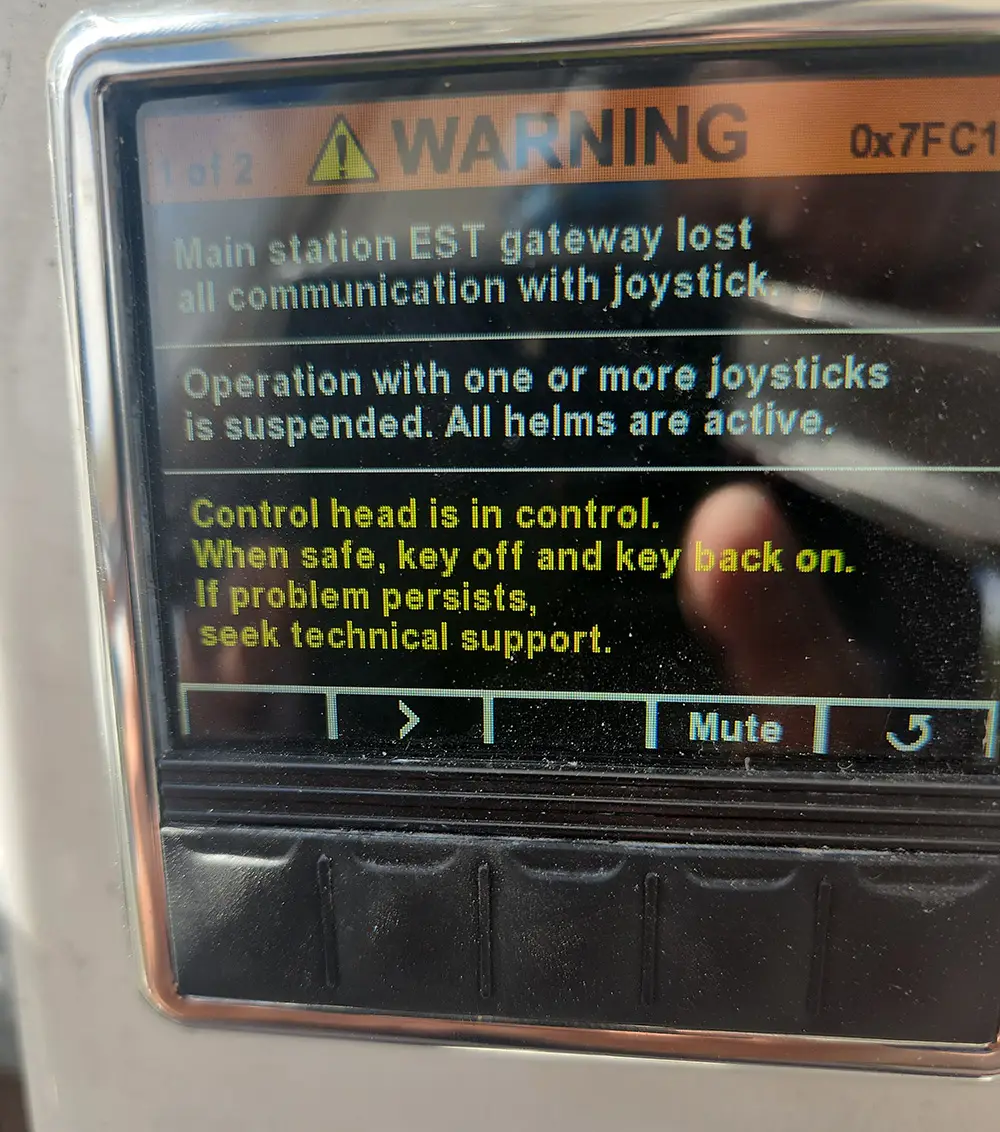 1 of 2 WARNING 0x7FC1
Main station EST gateway lost
all communication with joystick.
Operation with one or more joysticks
is suspended. All helms are active.
Control head is in control.
When safe, key off and key back on.
If problem persists,
seek technical support.
> Mute